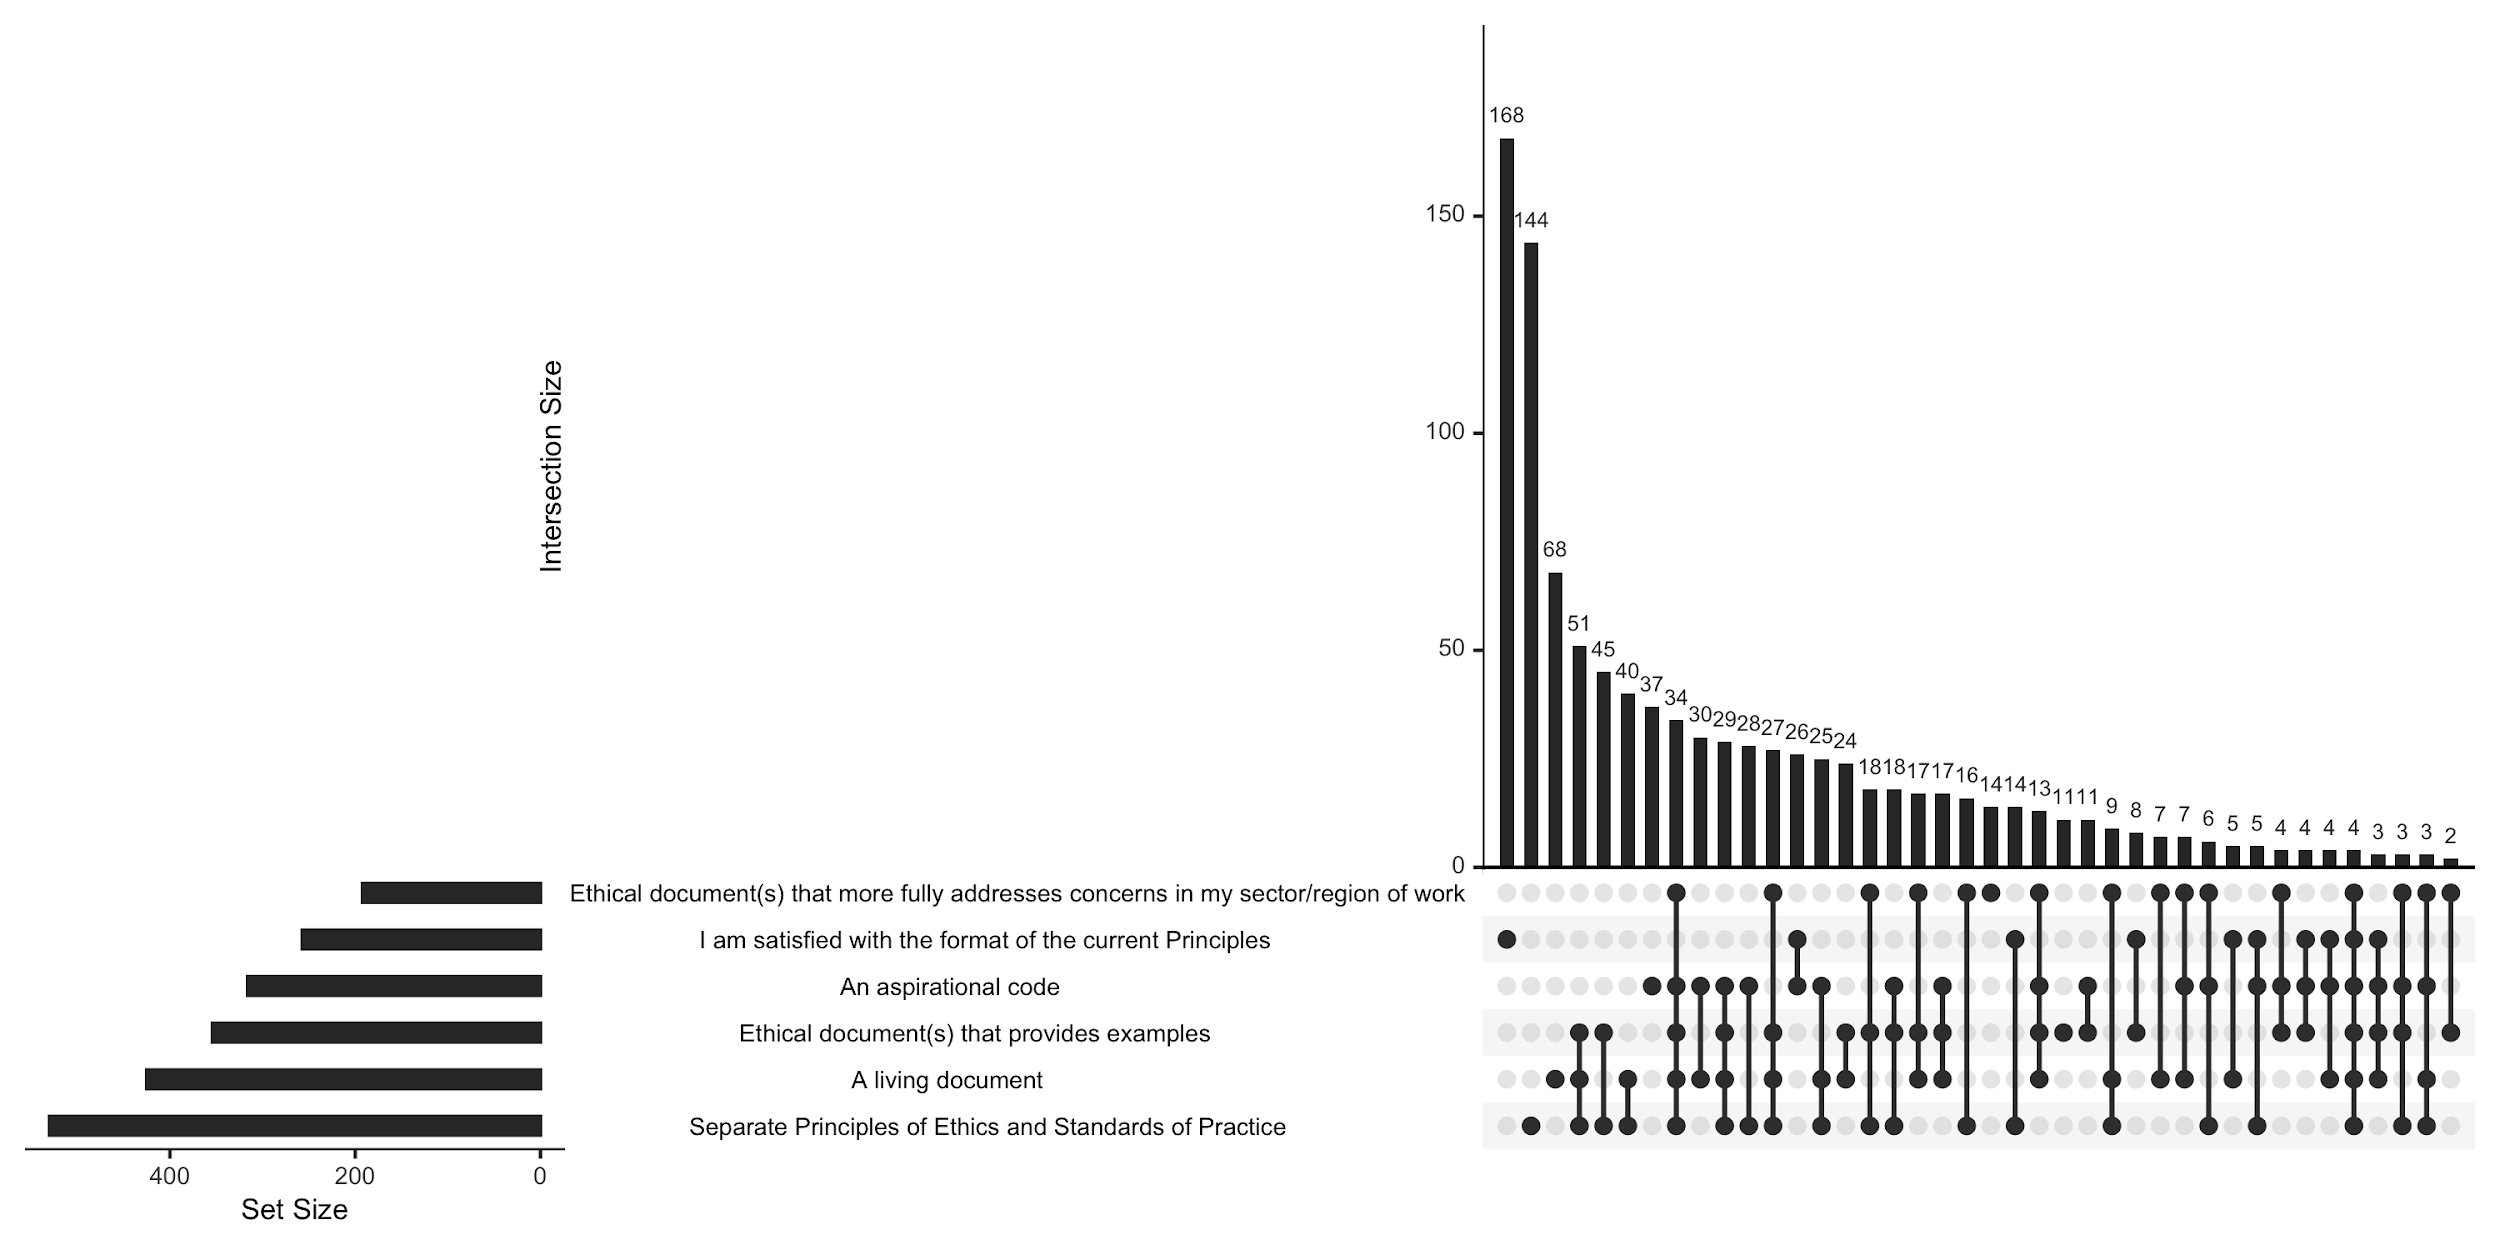 168
150
144
68
51
45
40
37
34
30 29 28 27 26 25 24
18 18 17 17 16 14 14 13 11 11 9 8 7 7 6 5 5 4 4 4 4 3 3 3 2
100
50
0
Intersection Size
Ethical document(s) that more fully addresses concerns in my sector/region of work
I am satisfied with the format of the current Principles
An aspirational code
Ethical document(s) that provides examples
A living document
Separate Principles of Ethics and Standards of Practice
400 200 0
Set Size